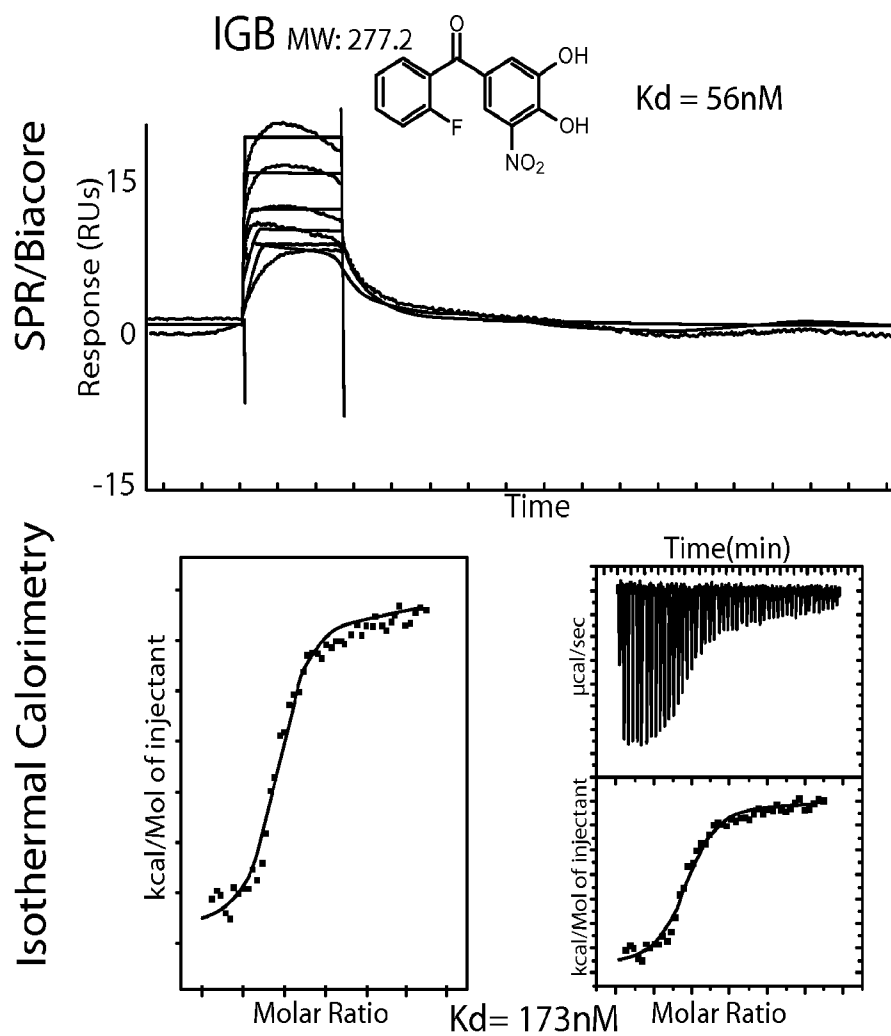 IGB MW: 277.2
O
OH
OH
F
NO2
Kd = 56nM
SPR/Biacore
Response (RUs)
15
0
-15
Time
Isothermal Calorimetry
kcal/Mol of injectant
Molar Ratio
Time(min)
µcal/sec
kcal/Mol of injectant
Molar Ratio
Kd= 173nM